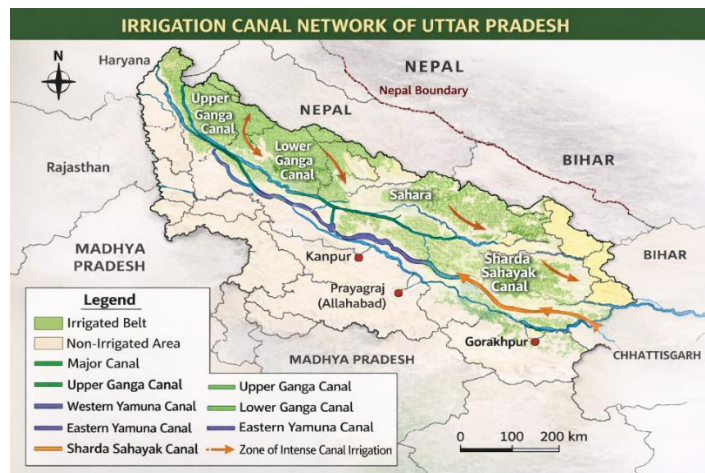 IRRIGATION CANAL NETWORK OF UTTAR PRADESH
N
Haryana
NEPAL
Nepal Boundary
Upper
Ganga
Canal
NEPAL
Lower
Ganga
Canal
BIHAR
Rajasthan
Sahara
MADHYA
PRADESH
Kanpur
Sharda
Sahayak
Canal
BIHAR
Prayagraj
(Allahabad)
Gorakhpur
CHHATTISGARH
MADHYA PRADESH
Legend
Irrigated Belt
Non-Irrigated Area
Major Canal
Upper Ganga Canal
Western Yamuna Canal
Eastern Yamuna Canal
Sharda Sahayak Canal
Upper Ganga Canal
Lower Ganga Canal
Eastern Yamuna Canal
Zone of Intense Canal Irrigation
0 100 200 km